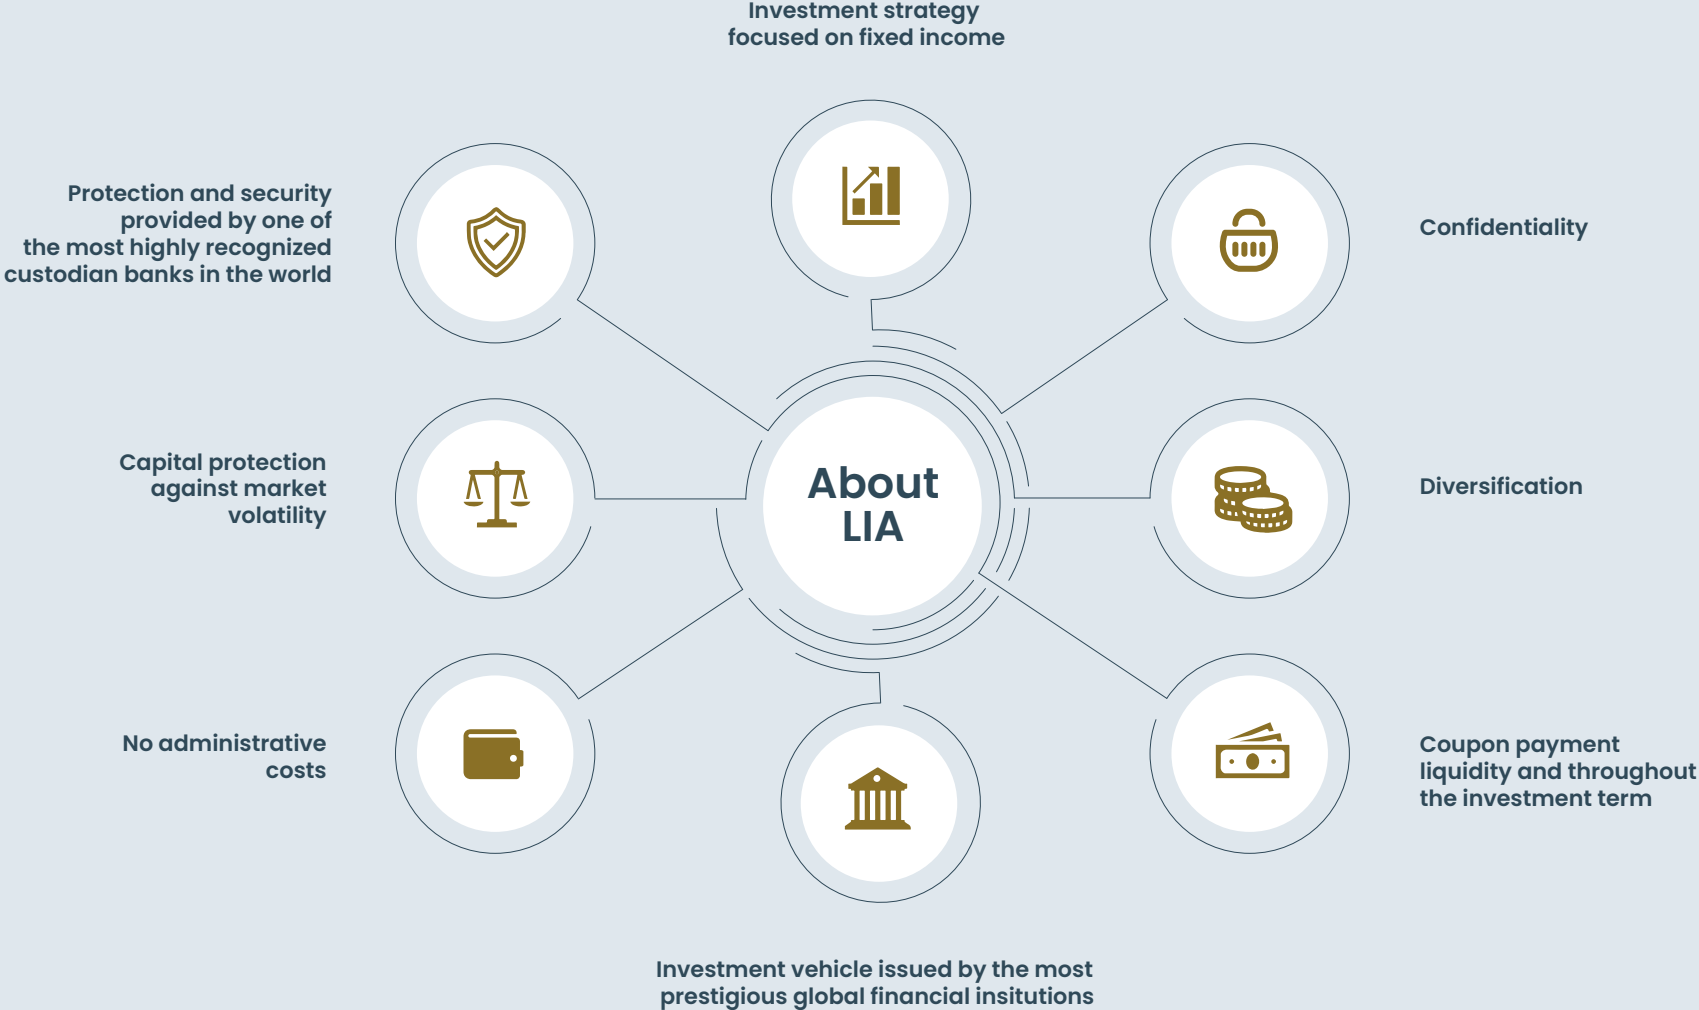 Investment strategy
focused on fixed income
Protection and security
provided by one of
the most highly recognized
custodian banks in the world
Confidentiality
Capital protection
against market
volatility
About
LIA
Diversification
No administrative
costs
Coupon payment
liquidity and throughout
the investment term
Investment vehicle issued by the most
prestigious global financial insitutions